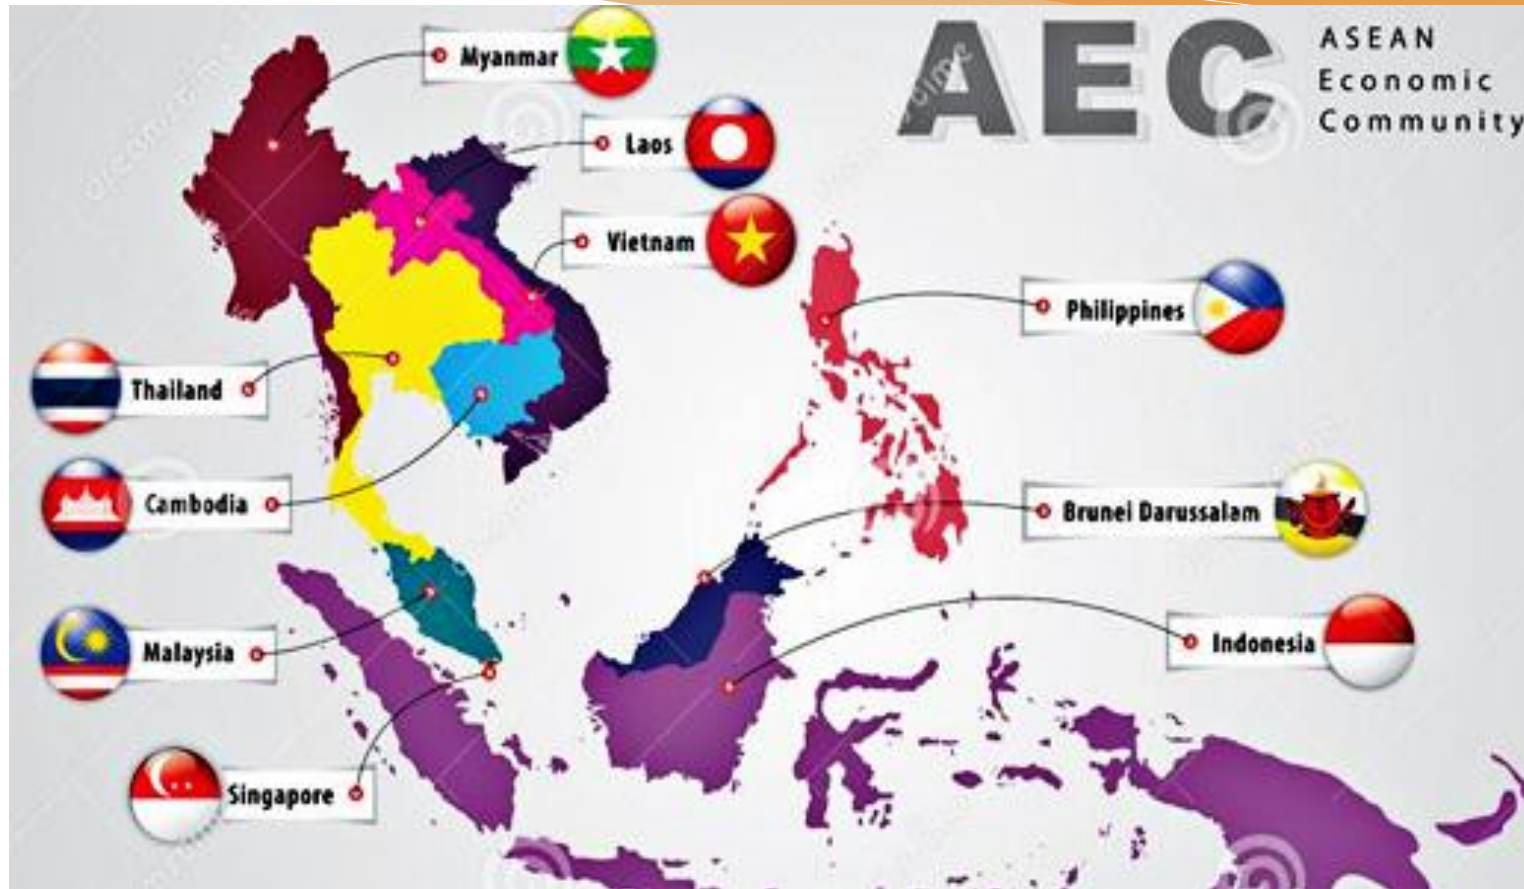 AEC
ASEAN
Economic
Community
Myanmar
Laos
Vietnam
Philippines
Thailand
Cambodia
Brunei Darussalam
Malaysia
Indonesia
Singapore